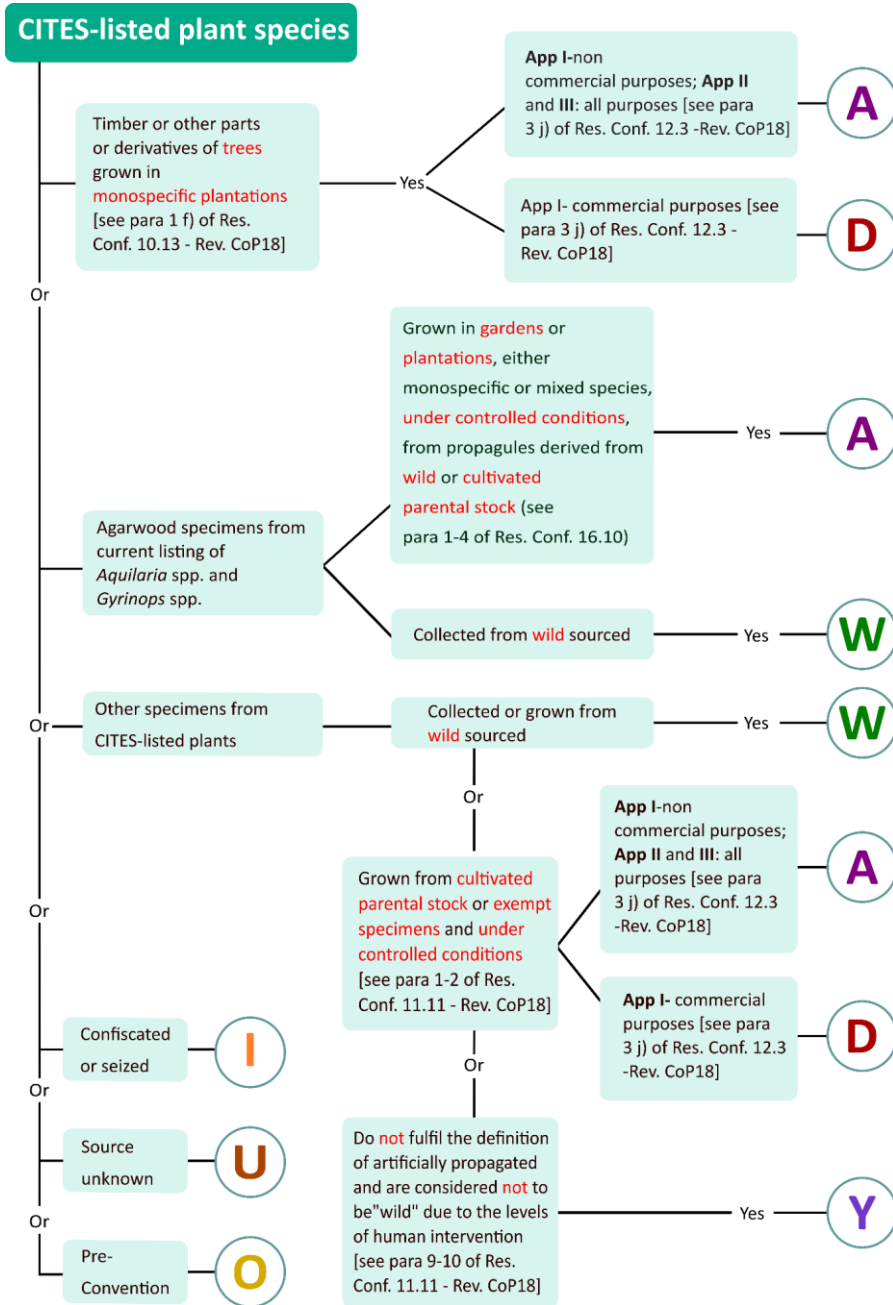 CITES-listed plant species
Timber or other parts
or derivatives of trees
grown in
monospecific plantations
[see para 1 f) of Res.
Conf. 10.13 - Rev. CoP18]
Yes
App I-non
commercial purposes; App II
and III: all purposes [see para
3 j) of Res. Conf. 12.3 -Rev. CoP18]
A
App I- commercial purposes [see
para 3 j) of Res. Conf. 12.3 -
Rev. CoP18]
D
Or
Agarwood specimens from
current listing of
Aquilaria spp. and
Gyrinops spp.
Grown in gardens or
plantations, either
monospecific or mixed species,
under controlled conditions,
from propagules derived from
wild or cultivated
parental stock (see
para 1-4 of Res. Conf. 16.10)
Yes
A
Collected from wild sourced
Yes
W
Or
Other specimens from
CITES-listed plants
Collected or grown from
wild sourced
Yes
W
Or
Grown from cultivated
parental stock or exempt
specimens and under
controlled conditions
[see para 1-2 of Res.
Conf. 11.11 - Rev. CoP18]
App I-non
commercial purposes;
App II and III: all
purposes [see para
3 j) of Res. Conf. 12.3
-Rev. CoP18]
A
App I- commercial
purposes [see para
3 j) of Res. Conf. 12.3
-Rev. CoP18]
D
Or
Do not fulfil the definition
of artificially propagated
and are considered not to
be"wild" due to the levels
of human intervention
[see para 9-10 of Res.
Conf. 11.11 - Rev. CoP18]
Yes
Y
Or
Confiscated
or seized
I
Or
Source
unknown
U
Or
Pre-
Convention
O